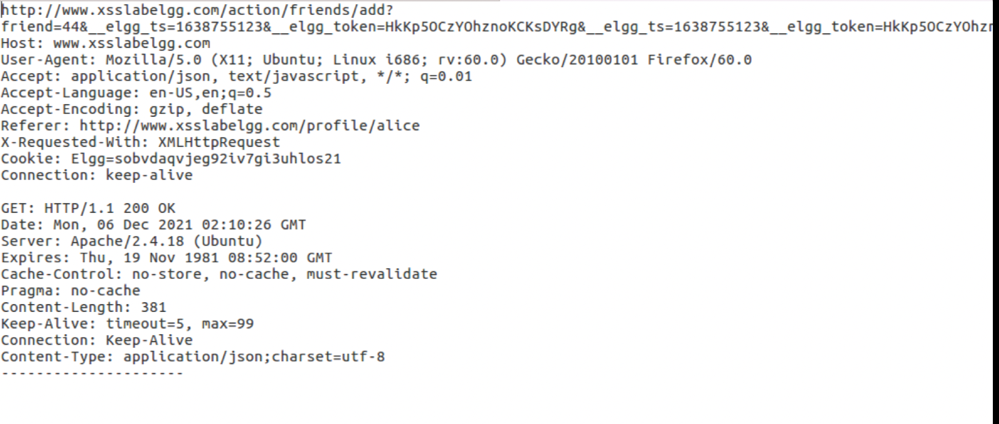 http://www.xsslabelgg.com/action/friends/add?
friend=44&__elgg_ts=1638755123&__elgg_token=HkKp5OCzYOhznoKCKsDYRg&__elgg_ts=1638755123&__elgg_token=HkKp5OCzYOhzn
Host: www.xsslabelgg.com
User-Agent: Mozilla/5.0 (X11; Ubuntu; Linux i686; rv:60.0) Gecko/20100101 Firefox/60.0
Accept: application/json, text/javascript, */*; q=0.01
Accept-Language: en-US,en;q=0.5
Accept-Encoding: gzip, deflate
Referer: http://www.xsslabelgg.com/profile/alice
X-Requested-With: XMLHttpRequest
Cookie: Elgg=sobvdaqvjeg92iv7gi3uhlos21
Connection: keep-alive

GET: HTTP/1.1 200 OK
Date: Mon, 06 Dec 2021 02:10:26 GMT
Server: Apache/2.4.18 (Ubuntu)
Expires: Thu, 19 Nov 1981 08:52:00 GMT
Cache-Control: no-store, no-cache, must-revalidate
Pragma: no-cache
Content-Length: 381
Keep-Alive: timeout=5, max=99
Connection: Keep-Alive
Content-Type: application/json;charset=utf-8
---------------------